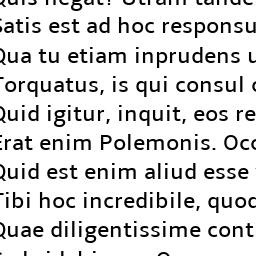 Quis negat? Utram tande
Satis est ad hoc responsu
Qua tu etiam inprudens u
Torquatus, is qui consul
Quid igitur, inquit, eos re
Erat enim Polemonis. Occ
Quid est enim aliud esse
Tibi hoc incredibile, quod
Quae diligentissime cont